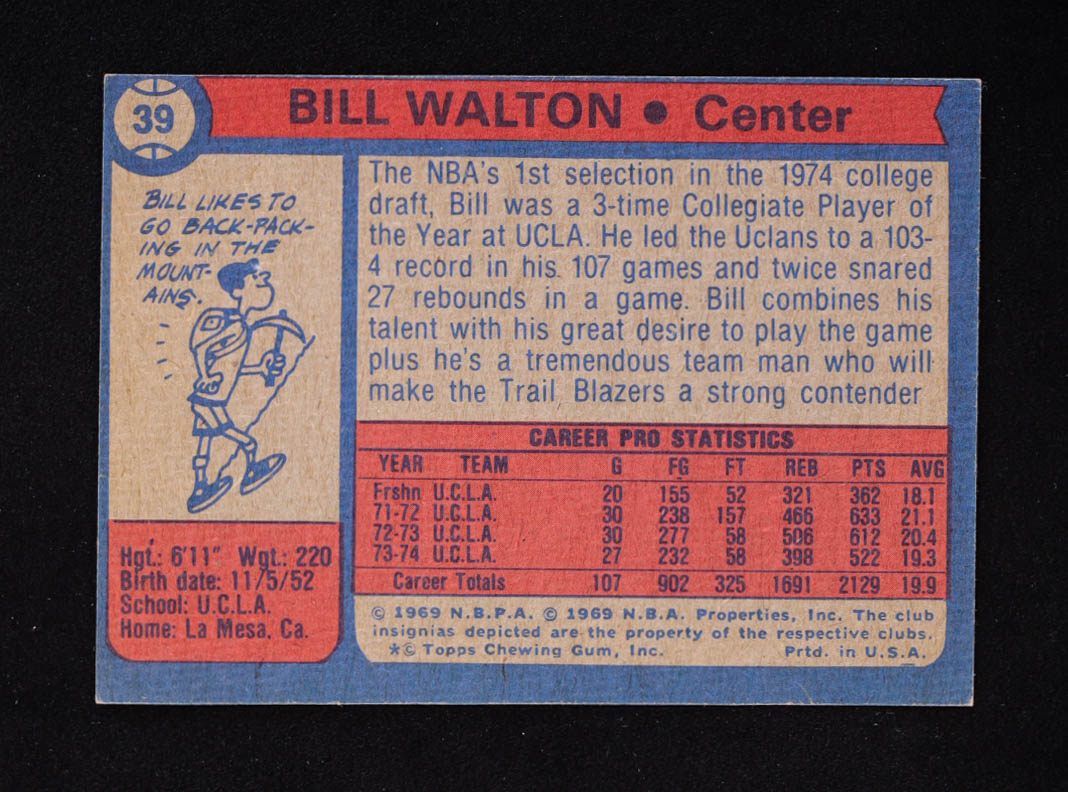 39
BILL WALTON • Center
BILL LIKES TO
GO BACK-PACK-
ING IN THE
MOUNT-
AINS.
The NBA's 1st selection in the 1974 college
draft, Bill was a 3-time Collegiate Player of
the Year at UCLA. He led the Uclans to a 103-
4 record in his 107 games and twice snared
27 rebounds in a game. Bill combines his
talent with his great desire to play the game
plus he's a tremendous team man who will
make the Trail Blazers a strong contender
CAREER PRO STATISTICS
YEAR TEAM G FG FT REB PTS AVG
Frshn U.C.L.A. 20 155 52 321 362 18.1
71-72 U.C.L.A. 30 238 157 466 633 21.1
72-73 U.C.L.A. 30 277 58 506 612 20.4
73-74 U.C.L.A. 27 232 58 398 522 19.3
Career Totals 107 902 325 1691 2129 19.9
Hgt.: 6'11" Wgt.: 220
Birth date: 11/5/52
School: U.C.L.A.
Home: La Mesa, Ca.
© 1969 N.B.P.A. © 1969 N.B.A. Properties, Inc. The club
insignias depicted are the property of the respective clubs.
*© Topps Chewing Gum, Inc. Prtd. in U.S.A.